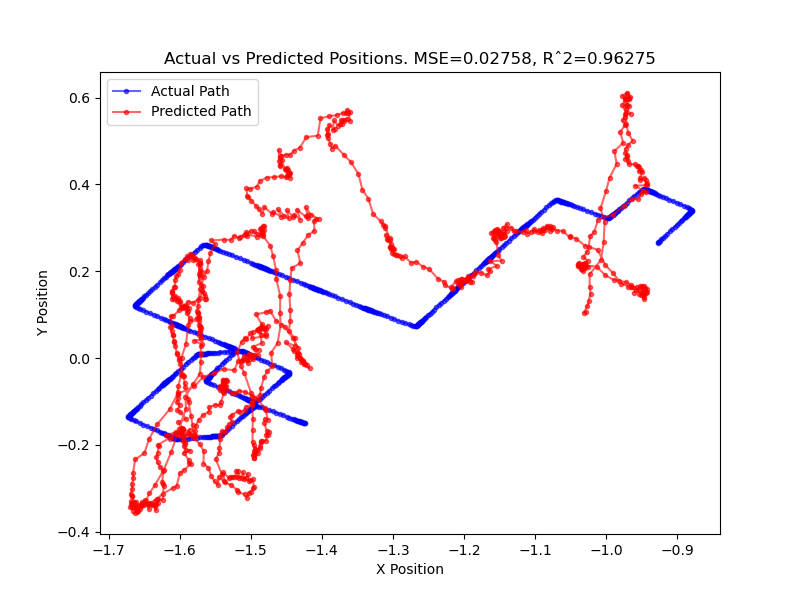 Actual vs Predicted Positions. MSE=0.02758, Rˆ2=0.96275
Actual Path
Predicted Path
0.6
0.4
0.2
0.0
−0.2
−0.4
Y Position
−1.7 −1.6 −1.5 −1.4 −1.3 −1.2 −1.1 −1.0 −0.9
X Position